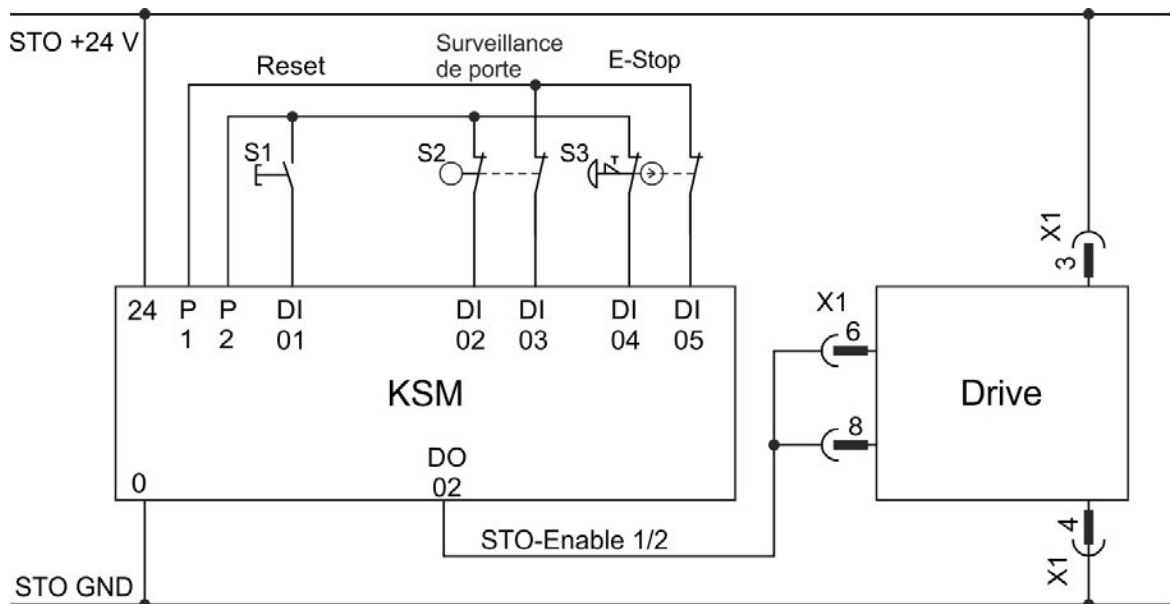 STO +24 V
Reset
Surveillance
de porte
E-Stop
S1
S2
S3
X1
3
24 P P DI DI DI DI DI
1 2 01 02 03 04 05
X1
6
KSM
Drive
8
DO
0 02
4
STO-Enable 1/2
X1
STO GND